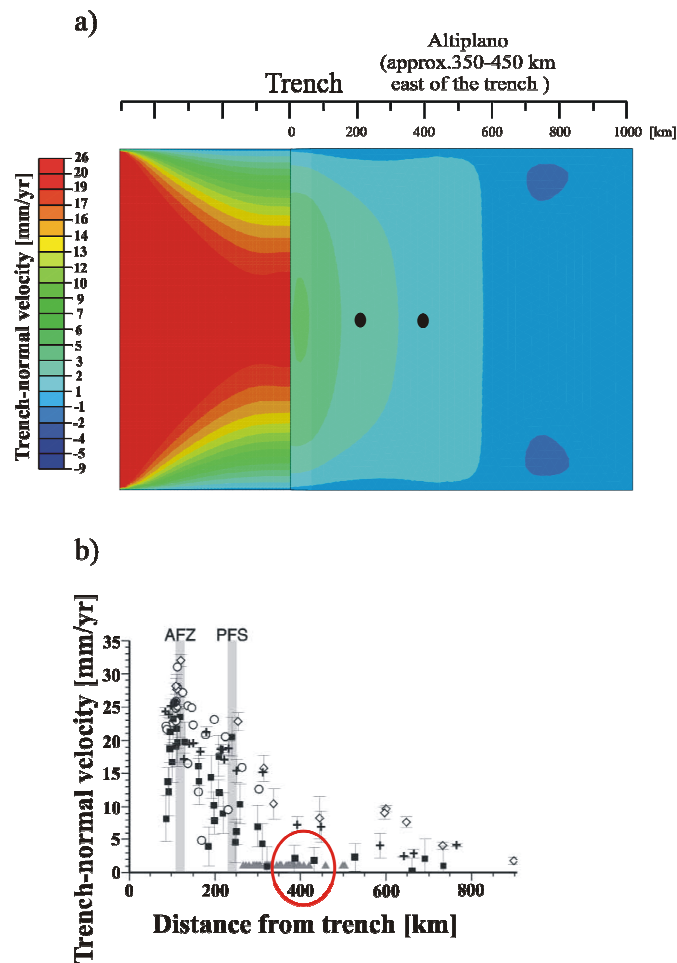 a)
Altiplano
(approx.350-450 km
east of the trench )
Trench
0 200 400 600 800 1000 [km]
Trench-normal velocity [mm/yr]
26
20
19
17
16
14
13
12
10
9
7
6
5
3
2
1
-1
-2
-4
-5
-9
b)
AFZ PFS
Trench-normal velocity [mm/yr]
35
30
25
20
15
10
5
0
0 200 400 600 800
Distance from trench [km]